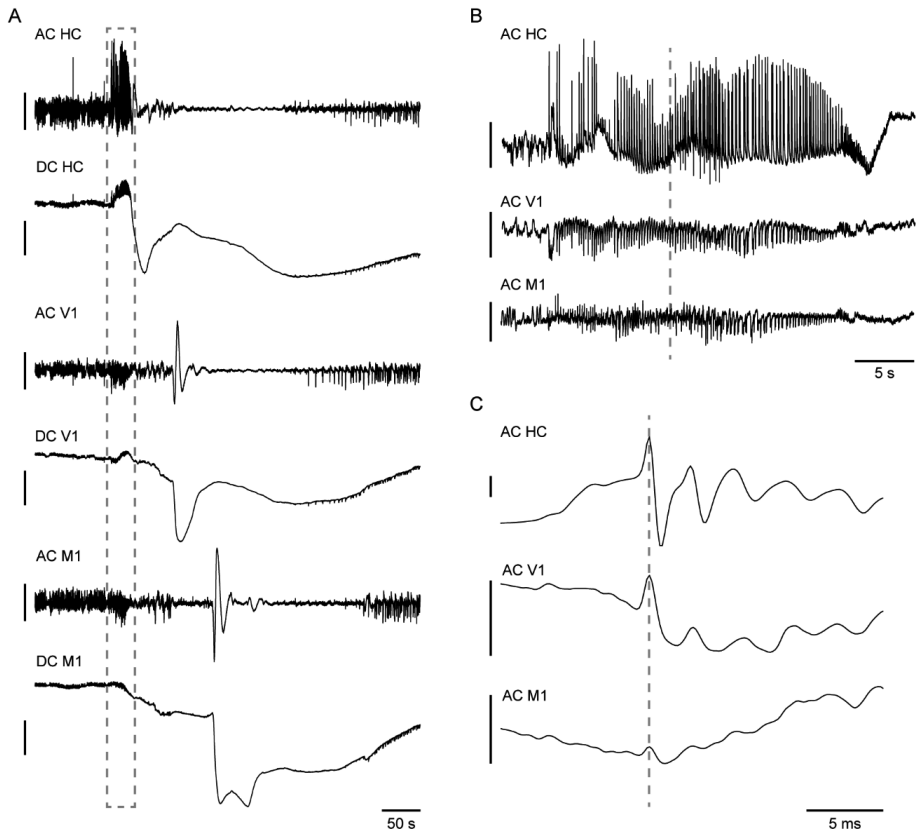 A
AC HC
DC HC
AC V1
DC V1
AC M1
DC M1
50 s
B
AC HC
AC V1
AC M1
5 s
C
AC HC
AC V1
AC M1
5 ms